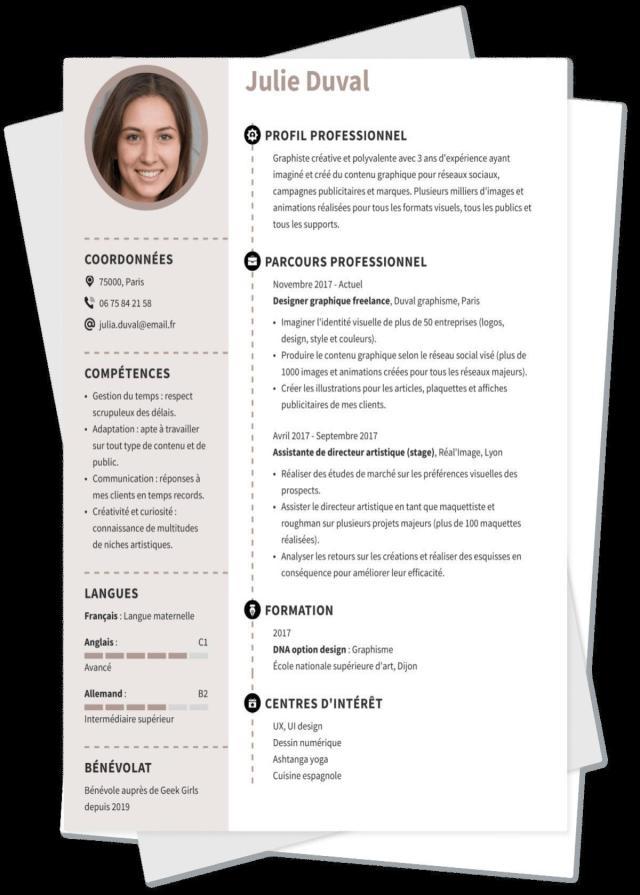 Julie Duval
COORDONNÉES
75000, Paris
06 75 84 21 58
julia.duval@email.fr
COMPÉTENCES
• Gestion du temps : respect
scrupuleux des délais.
• Adaptation : apte à travailler
sur tout type de contenu et de
public.
• Communication : réponses à
mes clients en temps records.
• Créativité et curiosité :
connaissance de multitudes
de niches artistiques.
LANGUES
Français : Langue maternelle
Anglais : C1
Avancé
Allemand : B2
Intermédiaire supérieur
BÉNÉVOLAT
Bénévole auprès de Geek Girls
depuis 2019
PROFIL PROFESSIONNEL
Graphiste créative et polyvalente avec 3 ans d'expérience ayant
imaginé et créé du contenu graphique pour réseaux sociaux,
campagnes publicitaires et marques. Plusieurs milliers d'images et
animations réalisées pour tous les formats visuels, tous les publics et
tous les supports.
PARCOURS PROFESSIONNEL
Novembre 2017 - Actuel
Designer graphique freelance, Duval graphisme, Paris
• Imaginer l'identité visuelle de plus de 50 entreprises (logos,
design, style et couleurs).
• Produire le contenu graphique selon le réseau social visé (plus de
1000 images et animations créées pour tous les réseaux majeurs).
• Créer les illustrations pour les articles, plaquettes et affiches
publicitaires de mes clients.
Avril 2017 - Septembre 2017
Assistante de directeur artistique (stage), Réal'Image, Lyon
• Réaliser des études de marché sur les préférences visuelles des
prospects.
• Assister le directeur artistique en tant que maquettiste et
roughman sur plusieurs projets majeurs (plus de 100 maquettes
réalisées).
• Analyser les retours sur les créations et réaliser des esquisses en
conséquence pour améliorer leur efficacité.
FORMATION
2017
DNA option design : Graphisme
École nationale supérieure d'art, Dijon
CENTRES D'INTÉRÊT
UX, UI design
Dessin numérique
Ashtanga yoga
Cuisine espagnole